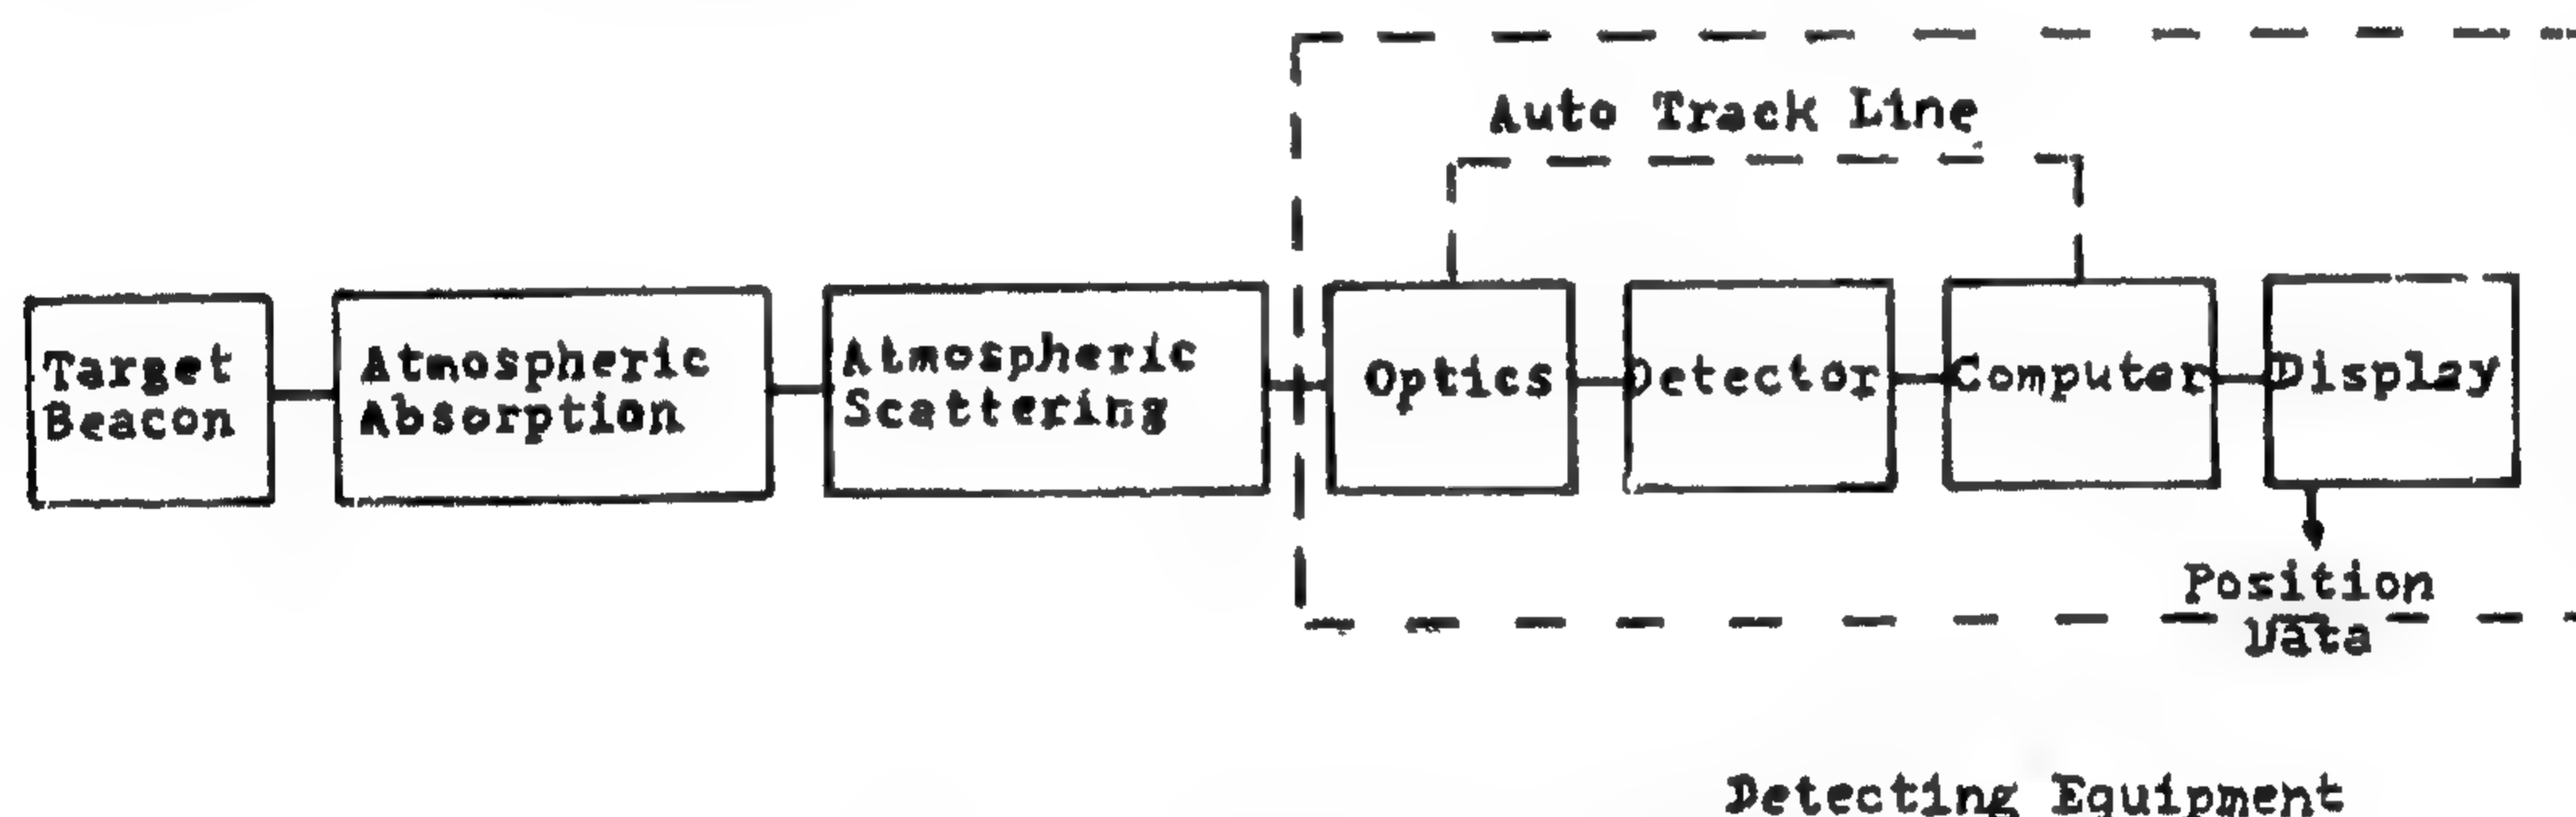 Auto Track Line
Target
Beacon
Atmospheric
Absorption
Atmospheric
Scattering
Optics
Detector
Computer
Display
Position
Data
Detecting Equipment